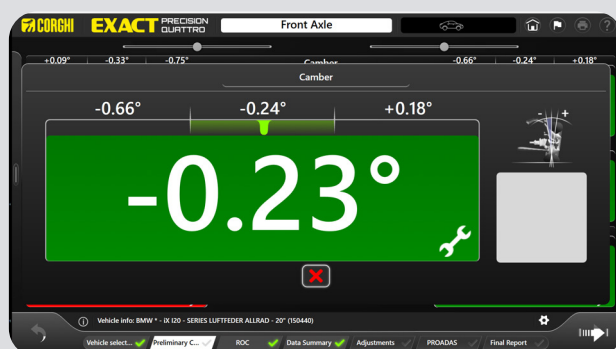 CORGHI EXACT PRECISION QUATTRO Front Axle
+0.09° -0.33° -0.75° Camber -0.66° -0.24° +0.18°
Camber
-0.66° -0.24° +0.18°
- +
-0.23°
Vehicle info: BMW * - IX I20 - SERIES LUFTFEDER ALLRAD - 20" (150440)
Vehicle select... Preliminary C... ROC Data Summary Adjustments PROADAS Final Report